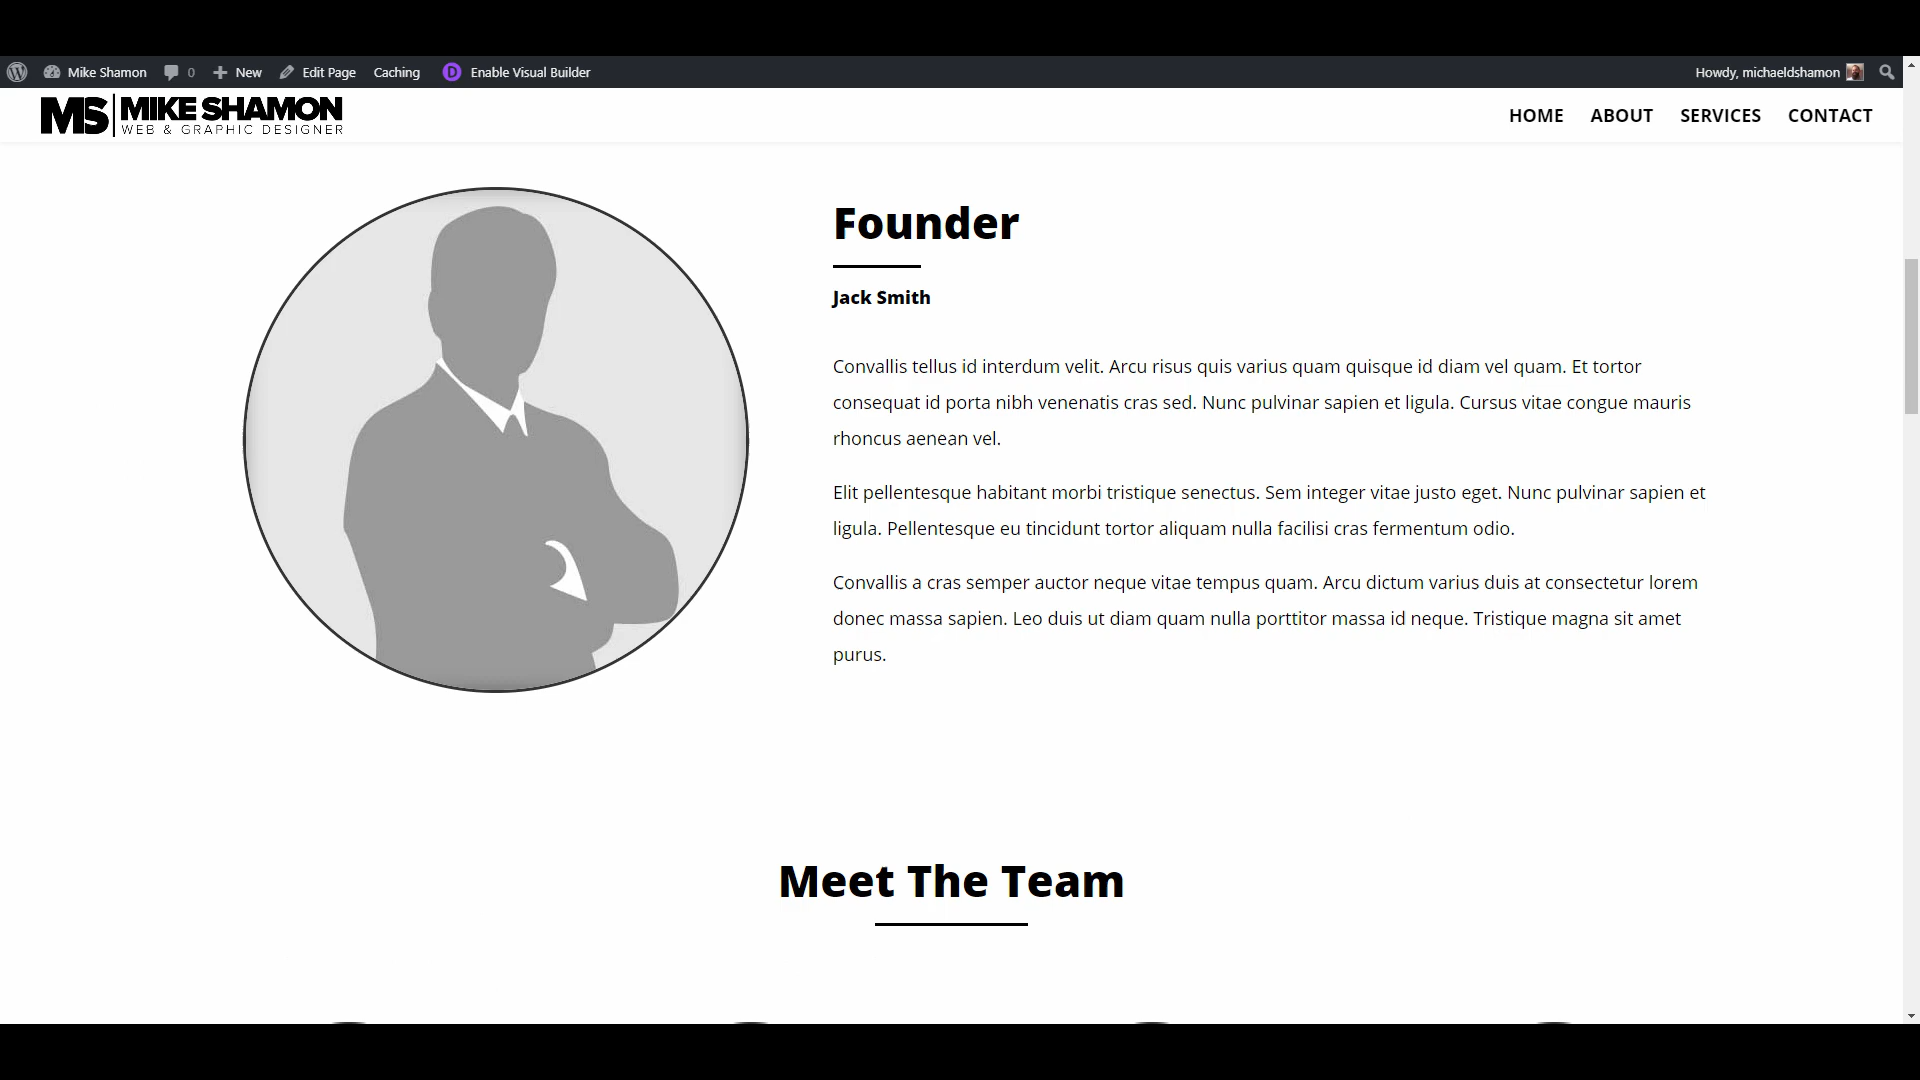 Mike Shamon 0 New Edit Page Caching D Enable Visual Builder Howdy, michaeldshamon
MS MIKE SHAMON
WEB & GRAPHIC DESIGNER
HOME ABOUT SERVICES CONTACT
Founder
Jack Smith
Convallis tellus id interdum velit. Arcu risus quis varius quam quisque id diam vel quam. Et tortor
consequat id porta nibh venenatis cras sed. Nunc pulvinar sapien et ligula. Cursus vitae congue mauris
rhoncus aenean vel.
Elit pellentesque habitant morbi tristique senectus. Sem integer vitae justo eget. Nunc pulvinar sapien et
ligula. Pellentesque eu tincidunt tortor aliquam nulla facilisi cras fermentum odio.
Convallis a cras semper auctor neque vitae tempus quam. Arcu dictum varius duis at consectetur lorem
donec massa sapien. Leo duis ut diam quam nulla porttitor massa id neque. Tristique magna sit amet
purus.
Meet The Team